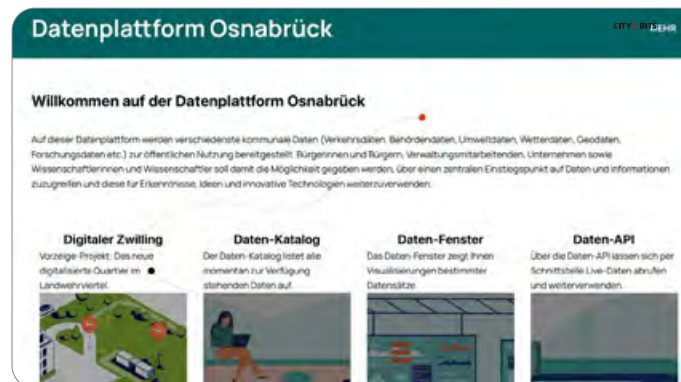 Datenplattform Osnabrück
CITY BITS
MEHR
Willkommen auf der Datenplattform Osnabrück
Auf dieser Datenplattform werden verschiedenste kommunale Daten (Verkehrsdaten, Behördendaten, Umweltdaten, Wetterdaten, Geodaten,
Forschungsdaten etc.) zur öffentlichen Nutzung bereitgestellt. Bürgerinnen und Bürgern, Verwaltungsmitarbeitenden, Unternehmen sowie
Wissenschaftlerinnen und Wissenschaftler soll damit die Möglichkeit gegeben werden, über einen zentralen Einstiegspunkt auf Daten und Informationen
zuzugreifen und diese für Erkenntnisse, Ideen und innovative Technologien weiterzuverwenden.
Digitaler Zwilling
Vorzeige-Projekt: Das neue
digitalisierte Quartier im
Landwehrviertel.
Daten-Katalog
Der Daten-Katalog listet alle
momentan zur Verfügung
stehenden Daten auf.
Daten-Fenster
Das Daten-Fenster zeigt Ihnen
Visualisierungen bestimmter
Datensätze.
Daten-API
Über die Daten-API lassen sich per
Schnittstelle Live-Daten abrufen
und weiterverwenden.